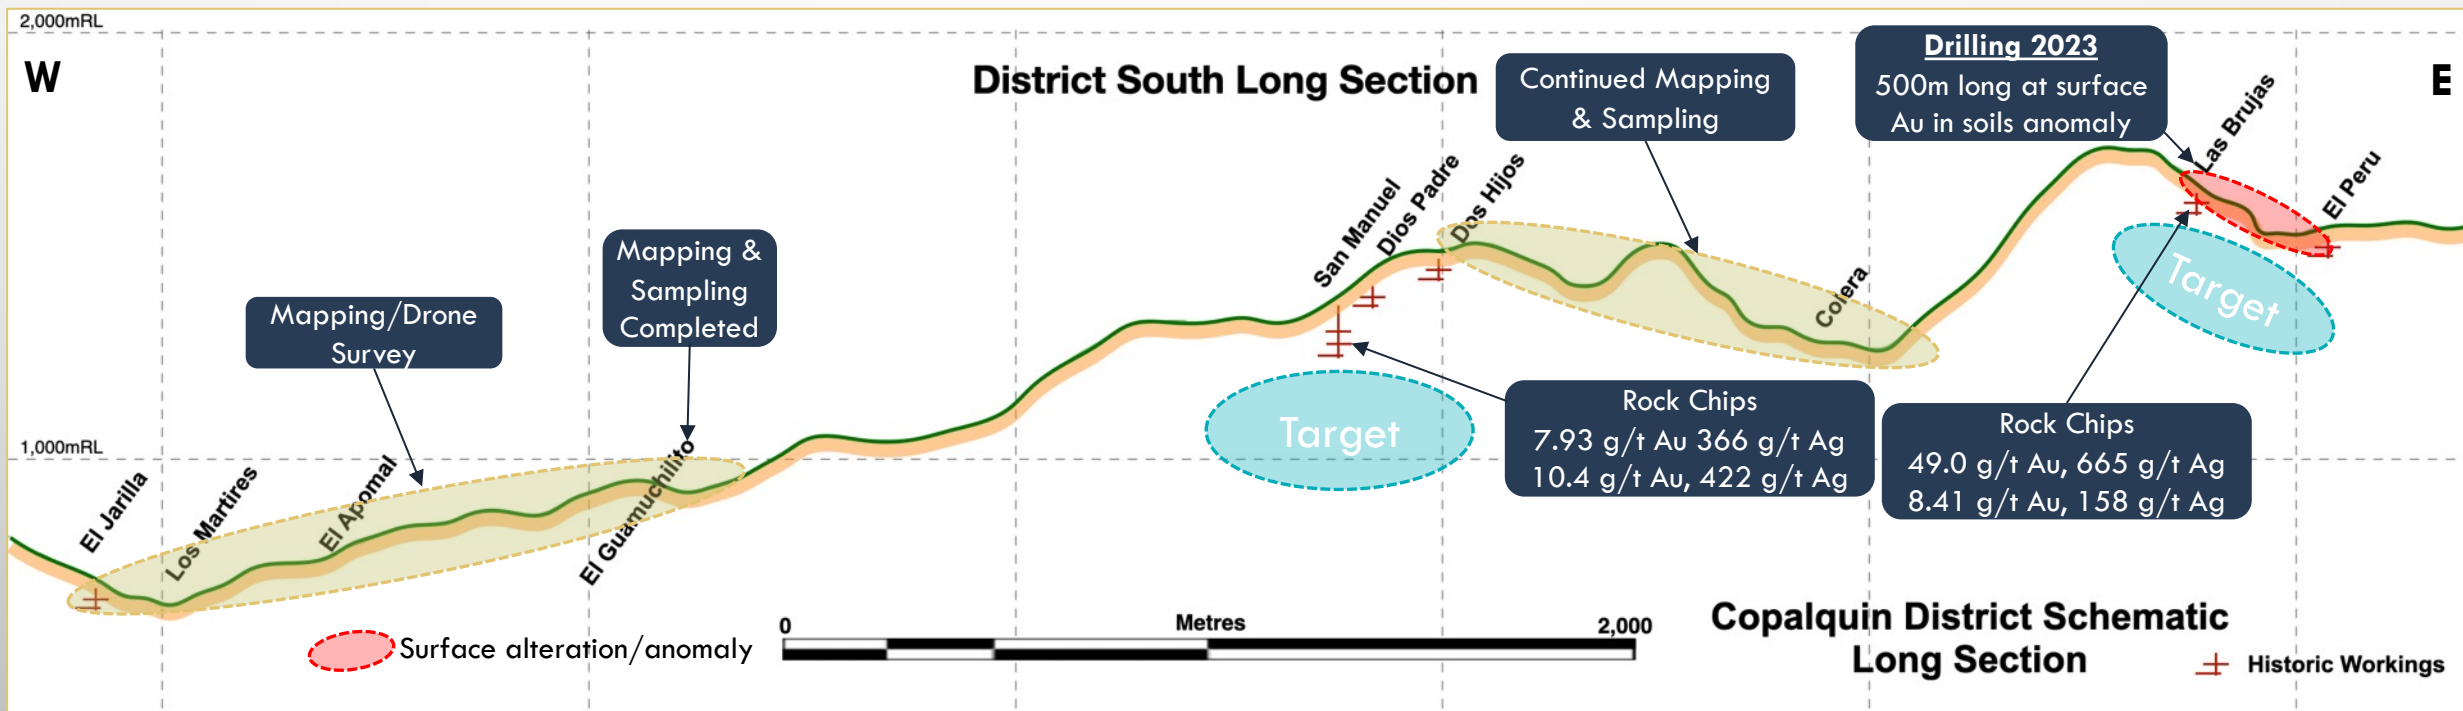 2,000mRL
W
District South Long Section
E
Drilling 2023
500m long at surface
Au in soils anomaly
Continued Mapping
& Sampling
Las Brujas
El Peru
San Manuel
Dios Padre
Dos Hijos
Colera
Target
Mapping &
Sampling
Completed
Mapping/Drone
Survey
Target
Rock Chips
7.93 g/t Au 366 g/t Ag
10.4 g/t Au, 422 g/t Ag
Rock Chips
49.0 g/t Au, 665 g/t Ag
8.41 g/t Au, 158 g/t Ag
1,000mRL
El Jarilla
Los Martires
El Apomal
El Guamuchilito
Surface alteration/anomaly
0
Metres
2,000
Copalquin District Schematic
Long Section
Historic Workings